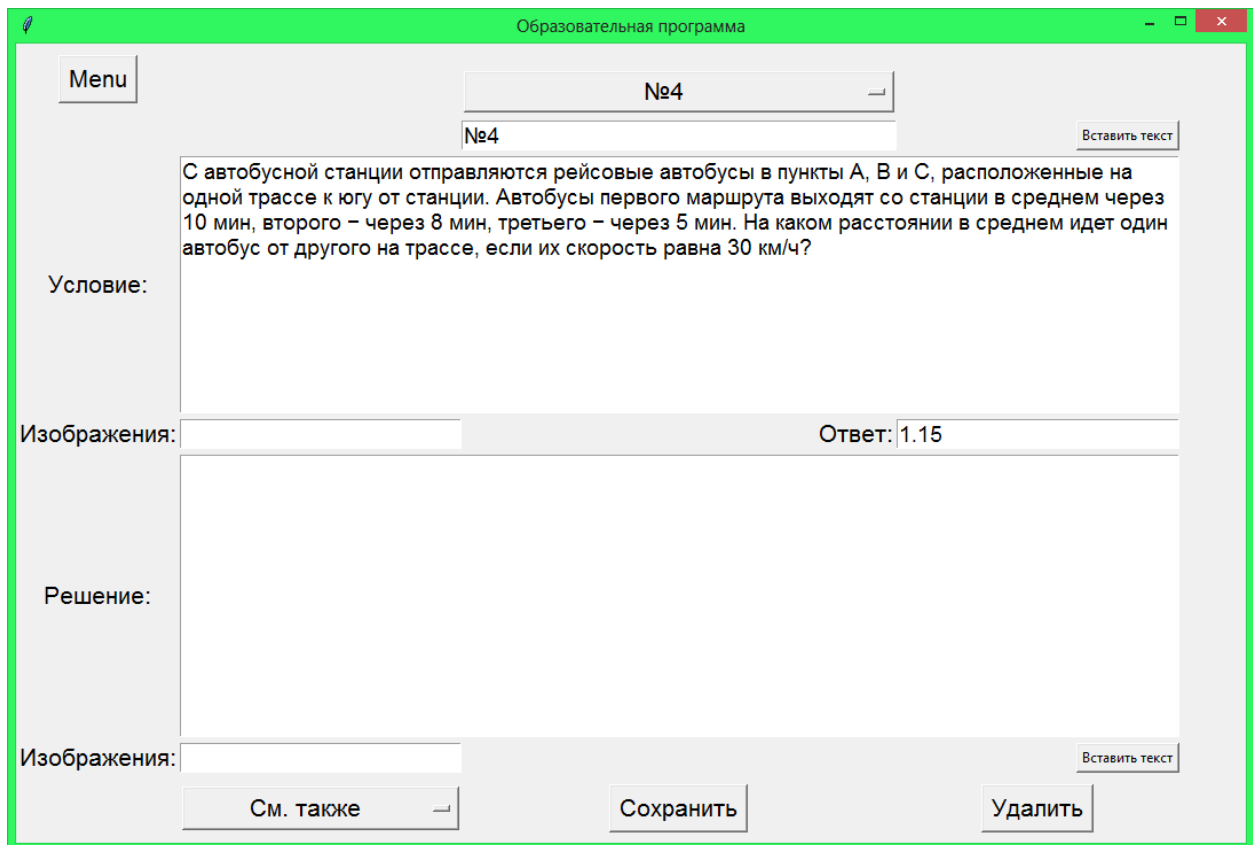 Образовательная программа
Menu
№4
№4
Вставить текст
С автобусной станции отправляются рейсовые автобусы в пункты A, B и C, расположенные на
одной трассе к югу от станции. Автобусы первого маршрута выходят со станции в среднем через
10 мин, второго − через 8 мин, третьего − через 5 мин. На каком расстоянии в среднем идет один
автобус от другого на трассе, если их скорость равна 30 км/ч?
Условие:
Изображения:
Ответ: 1.15
Решение:
Изображения:
Вставить текст
См. также
Сохранить
Удалить